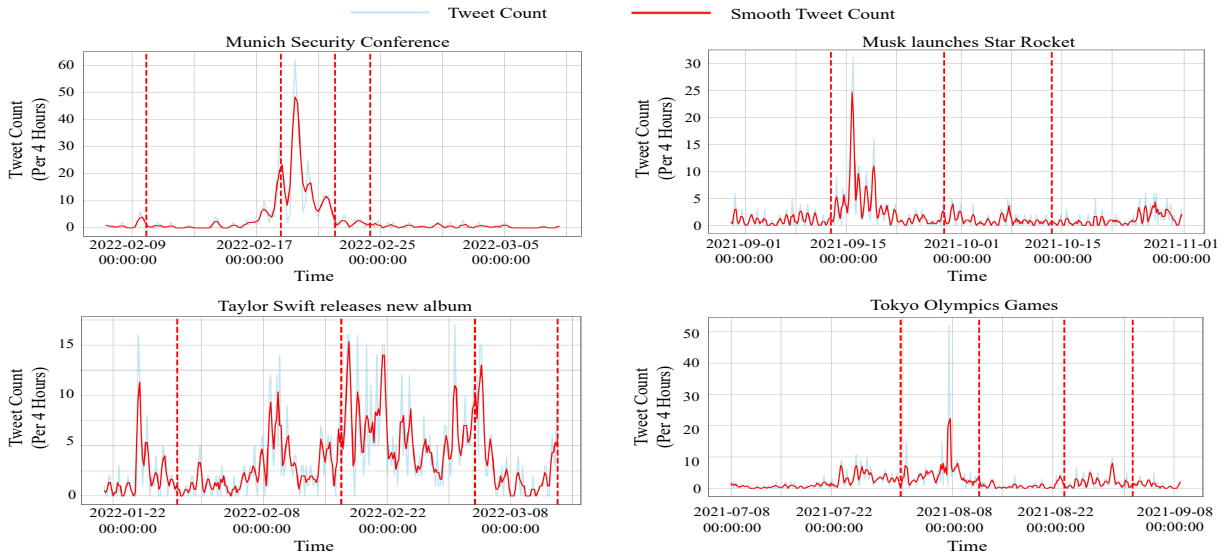 Tweet Count Smooth Tweet Count
Munich Security Conference
Tweet Count
(Per 4 Hours)
60
50
40
30
20
10
0
2022-02-09 2022-02-17 2022-02-25 2022-03-05
00:00:00 00:00:00 00:00:00 00:00:00
Time
Musk launches Star Rocket
Tweet Count
(Per 4 Hours)
30
25
20
15
10
5
0
2021-09-01 2021-09-15 2021-10-01 2021-10-15 2021-11-01
00:00:00 00:00:00 00:00:00 00:00:00 00:00:00
Time
Taylor Swift releases new album
Tweet Count
(Per 4 Hours)
15
10
5
0
2022-01-22 2022-02-08 2022-02-22 2022-03-08
00:00:00 00:00:00 00:00:00 00:00:00
Time
Tokyo Olympics Games
Tweet Count
(Per 4 Hours)
50
40
30
20
10
0
2021-07-08 2021-07-22 2021-08-08 2021-08-22 2021-09-08
00:00:00 00:00:00 00:00:00 00:00:00 00:00:00
Time